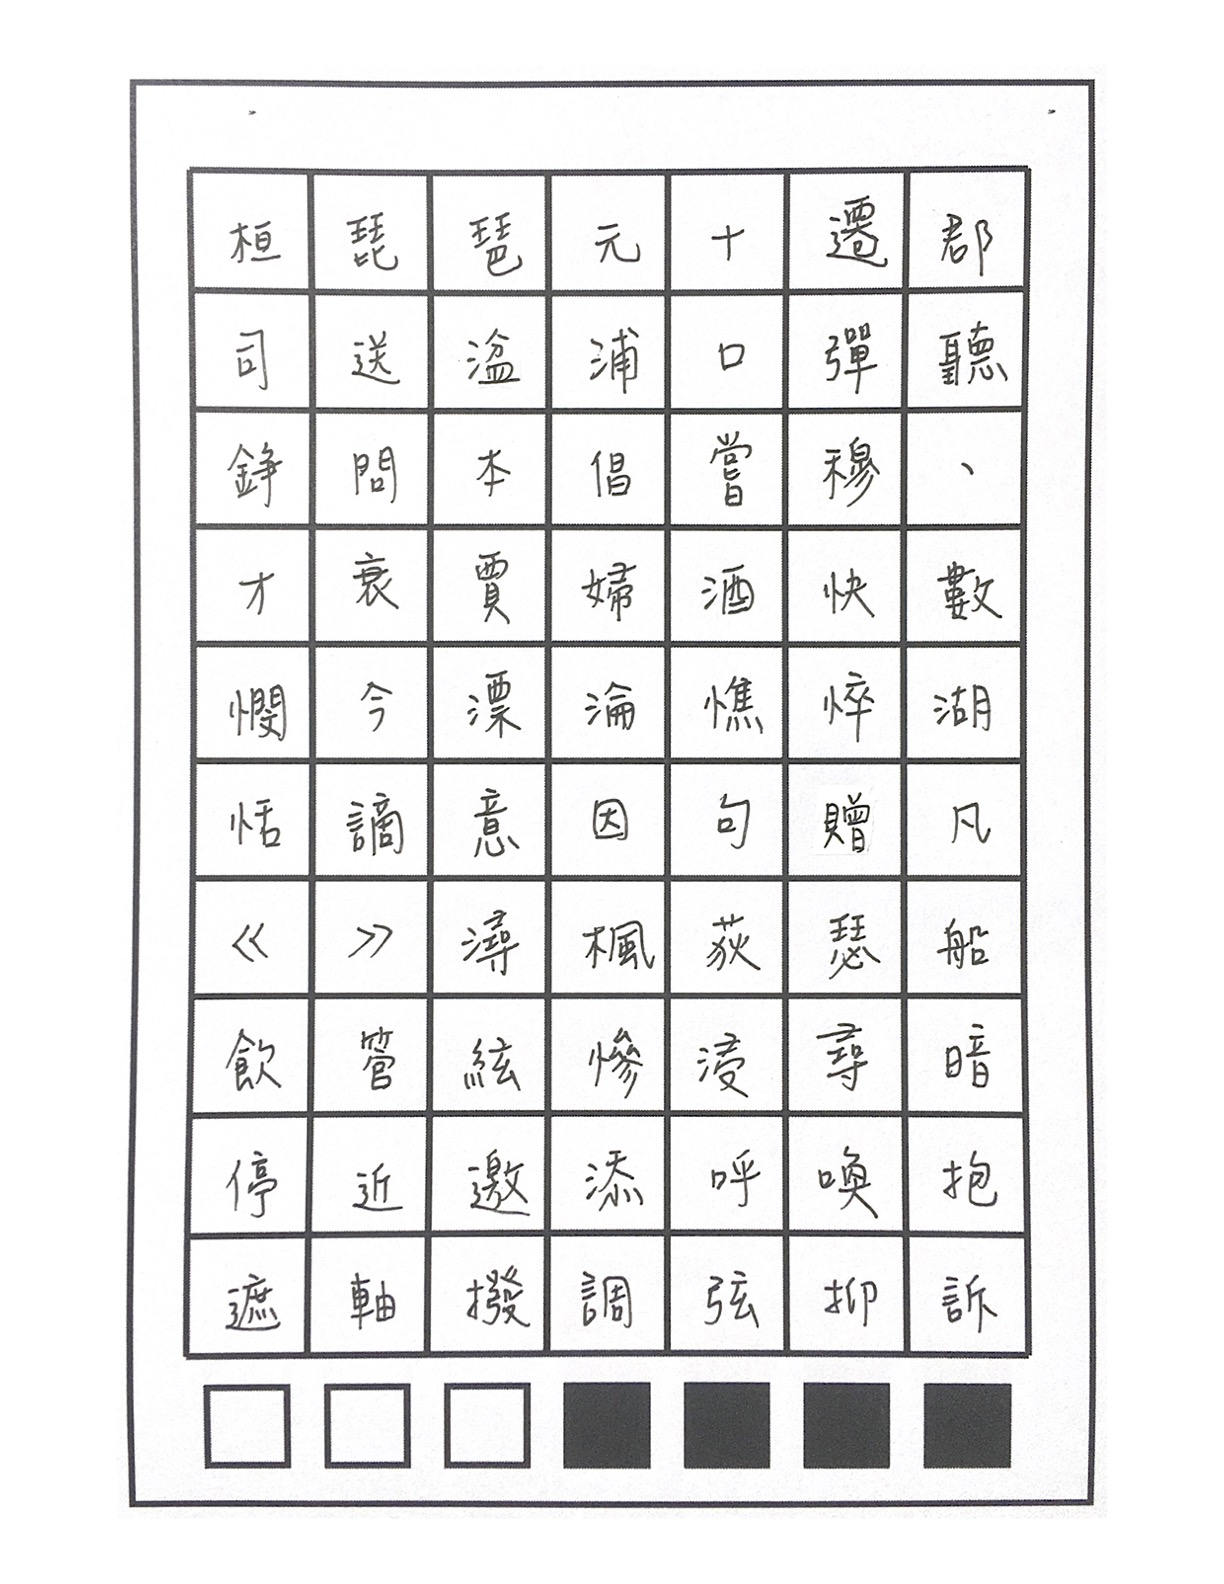 桓琵琶元十遷郡
司送湓浦口彈聽
錚問本倡嘗穆、
才衰賈婦酒快數
憫今漂淪憔悴湖
恬謫意因句贈凡
《》潯楓荻瑟船
飲管絃慘浸尋暗
停近邀添呼喚抱
遮軸撥調弦抑訴